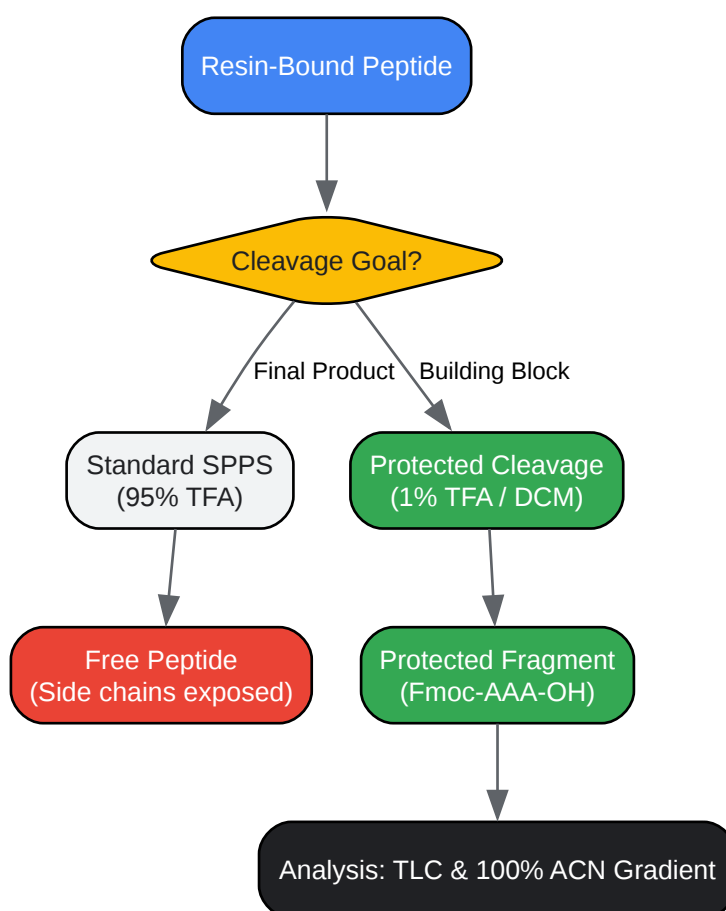 Resin-Bound Peptide
Cleavage Goal?
Final Product
Building Block
Standard SPPS
(95% TFA)
Protected Cleavage
(1% TFA / DCM)
Free Peptide
(Side chains exposed)
Protected Fragment
(Fmoc-AAA-OH)
Analysis: TLC & 100% ACN Gradient